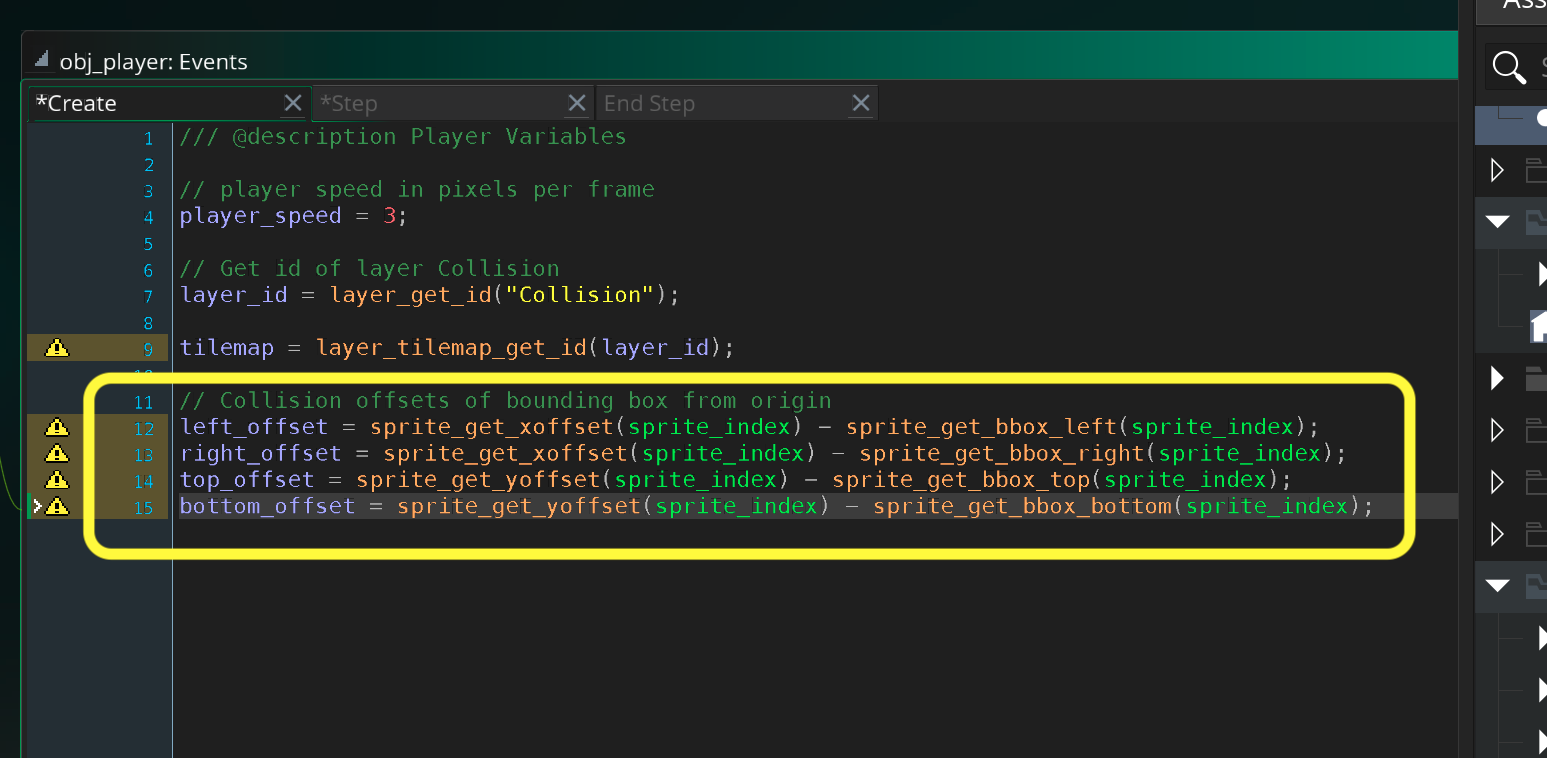 Ass
obj_player: Events
*Create
*Step
End Step
1 /// @description Player Variables
2
3 // player speed in pixels per frame
4 player_speed = 3;
5
6 // Get id of layer Collision
7 layer_id = layer_get_id("Collision");
8
9 tilemap = layer_tilemap_get_id(layer_id);
10
11 // Collision offsets of bounding box from origin
12 left_offset = sprite_get_xoffset(sprite_index) - sprite_get_bbox_left(sprite_index);
13 right_offset = sprite_get_xoffset(sprite_index) - sprite_get_bbox_right(sprite_index);
14 top_offset = sprite_get_yoffset(sprite_index) - sprite_get_bbox_top(sprite_index);
15 bottom_offset = sprite_get_yoffset(sprite_index) - sprite_get_bbox_bottom(sprite_index);